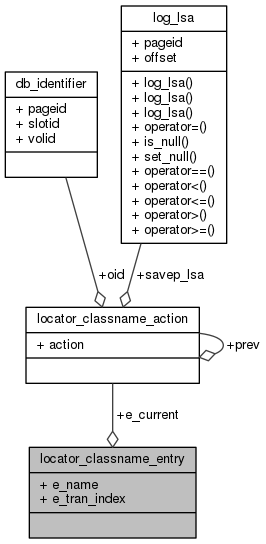 log_lsa
+ pageid
+ offset
+ log_lsa()
+ log_lsa()
+ log_lsa()
+ operator=()
+ is_null()
+ set_null()
+ operator==()
+ operator<()
+ operator<=()
+ operator>()
+ operator>=()
db_identifier
+ pageid
+ slotid
+ volid
+oid
+savep_lsa
locator_classname_action
+ action
+prev
+e_current
locator_classname_entry
+ e_name
+ e_tran_index